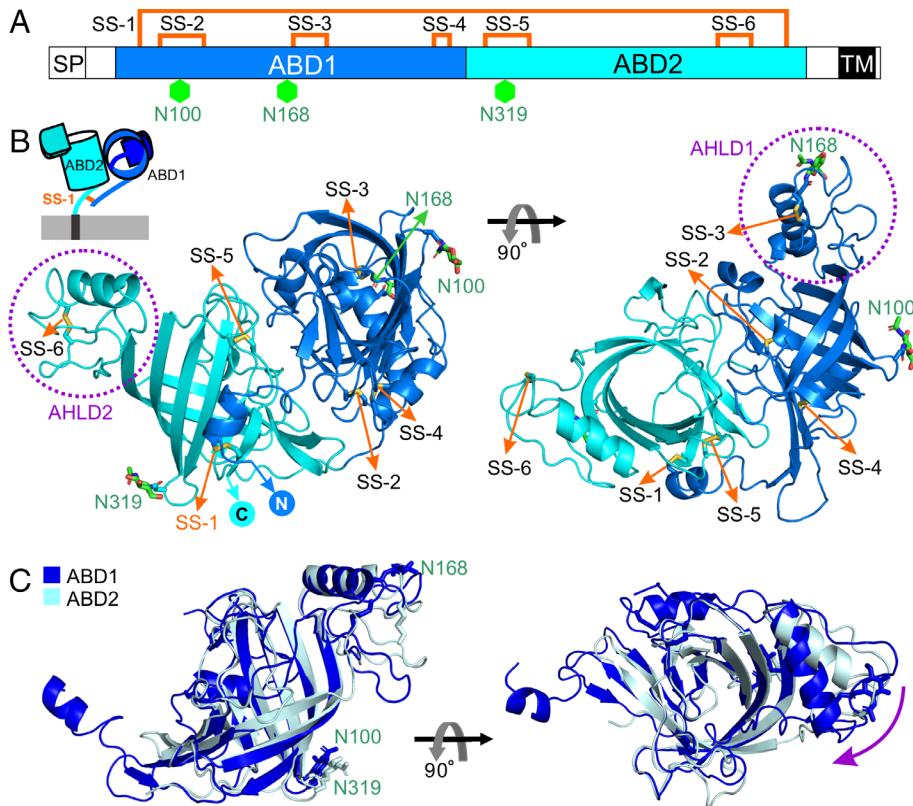 A
SS-1
SS-2
SS-3
SS-4
SS-5
SS-6
SP
ABD1
ABD2
TM
N100
N168
N319
B
ABD2
ABD1
SS-1
SS-3
N168
SS-5
N100
SS-6
AHLD2
SS-4
SS-2
N319
SS-1
C
N
90°
AHLD1
N168
SS-3
SS-2
N100
SS-6
SS-1
SS-5
SS-4
C
ABD1
ABD2
N168
N100
N319
90°